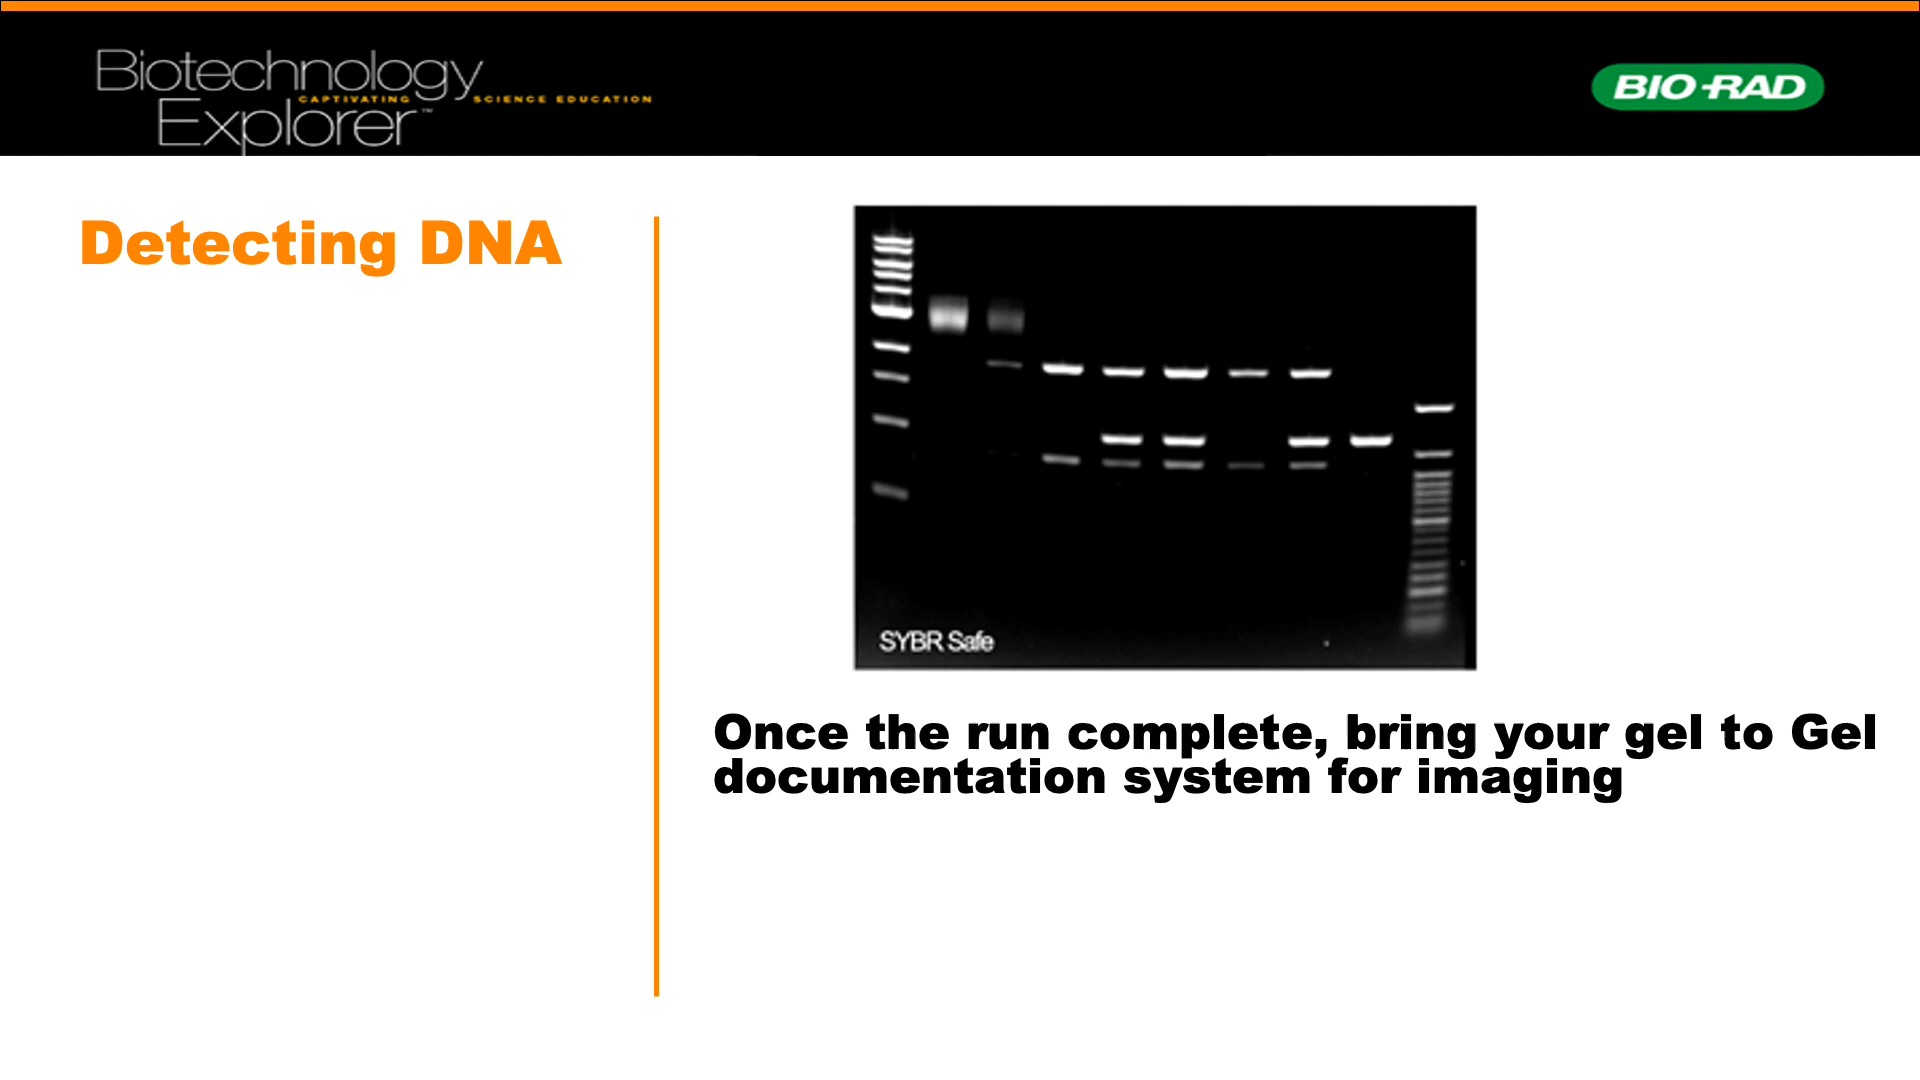 Biotechnology
CAPTIVATING SCIENCE EDUCATION
Explorer™
BIO-RAD
Detecting DNA
SYBR Safe
Once the run complete, bring your gel to Gel
documentation system for imaging